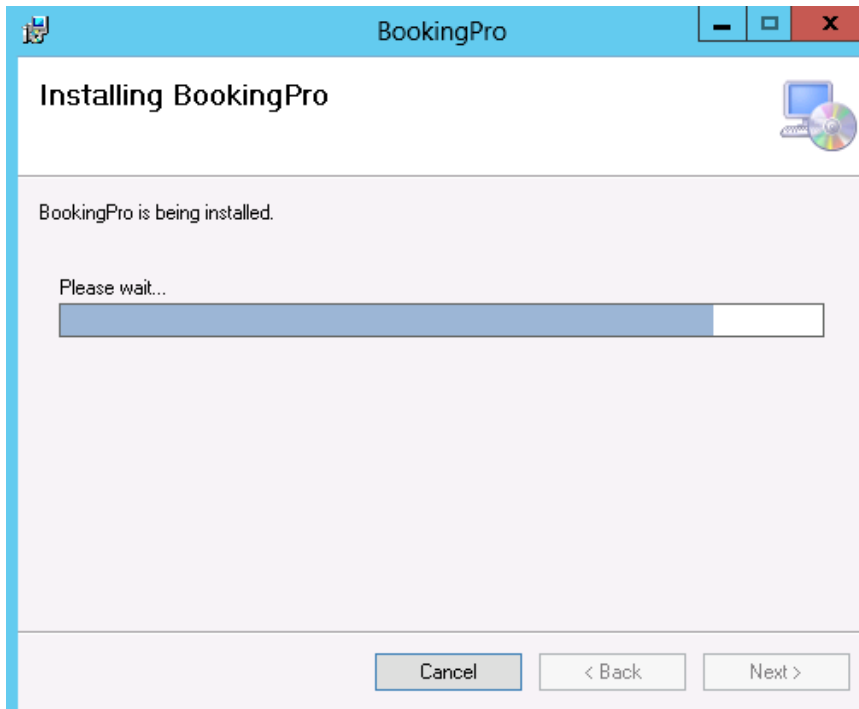 BookingPro
Installing BookingPro
BookingPro is being installed.
Please wait...
Cancel
< Back
Next >